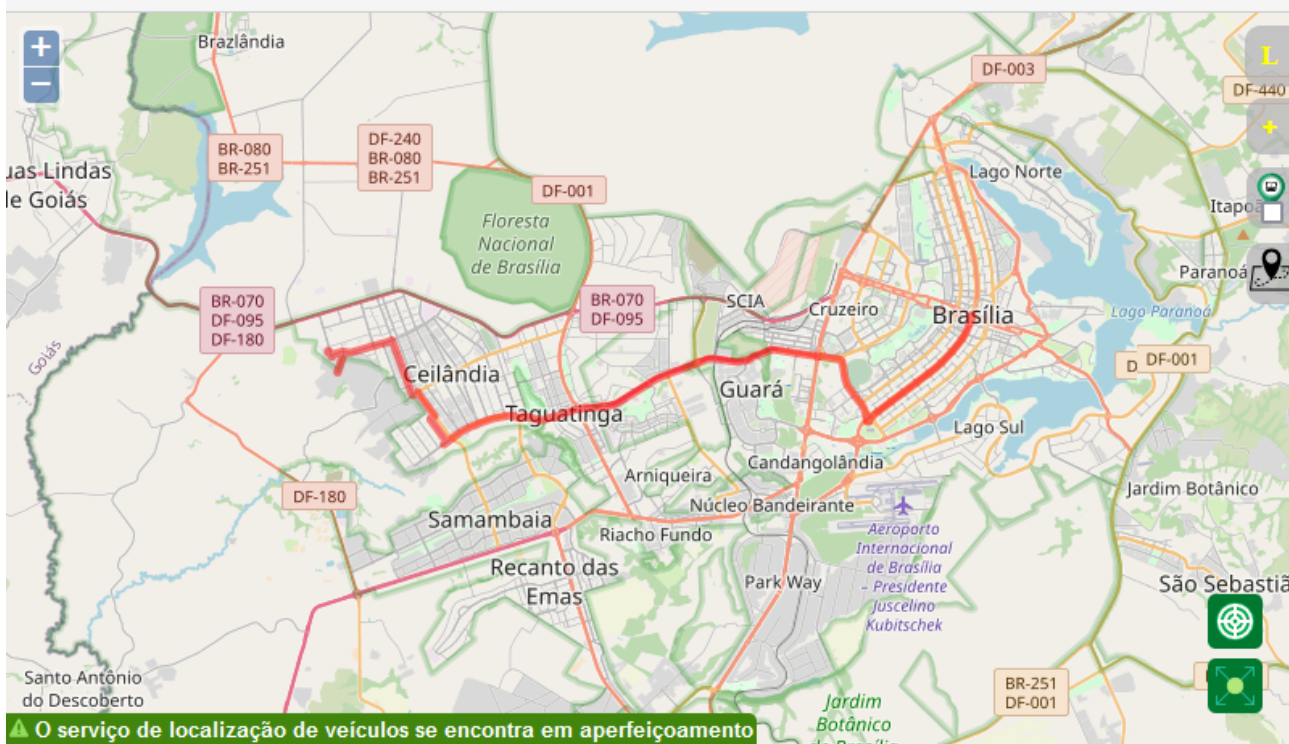 +
−
Brazlândia
DF-003
L
DF-440
+
BR-080
BR-251
DF-240
BR-080
BR-251
DF-001
Lago Norte
uas Lindas
de Goiás
Floresta
Nacional
de Brasília
Itapoã
Paranoá
BR-070
DF-095
DF-180
BR-070
DF-095
SCIA
Cruzeiro
Brasília
Lago Paranoá
Goiás
D
DF-001
Ceilândia
Guará
Taguatinga
Lago Sul
Candangolândia
Arniqueira
Jardim Botânico
DF-180
Núcleo Bandeirante
Samambaia
Riacho Fundo
Aeroporto
Internacional
de Brasília
– Presidente
Juscelino
Kubitschek
Recanto das
Emas
Park Way
São Sebastiã
Santo Antônio
do Descoberto
BR-251
DF-001
Jardim
Botânico
de Brasília
O serviço de localização de veículos se encontra em aperfeiçoamento